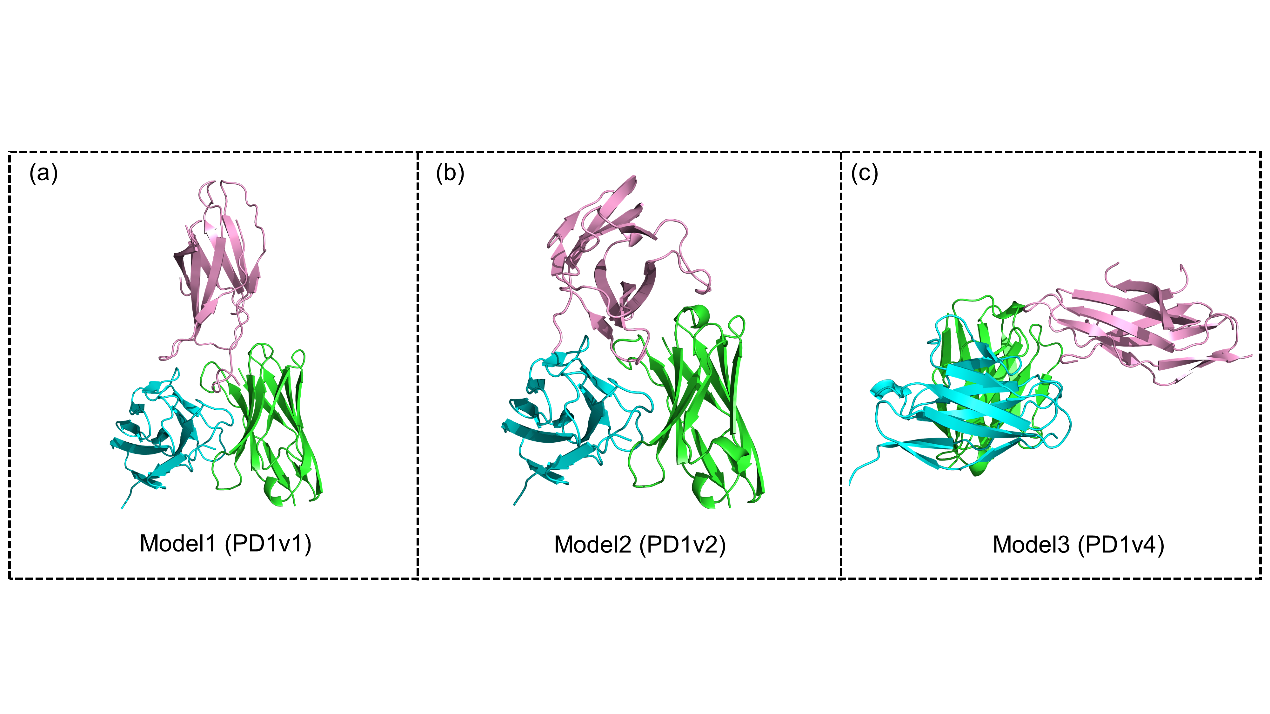 (a)
(b)
(c)
Model1 (PD1v1)
Model2 (PD1v2)
Model3 (PD1v4)